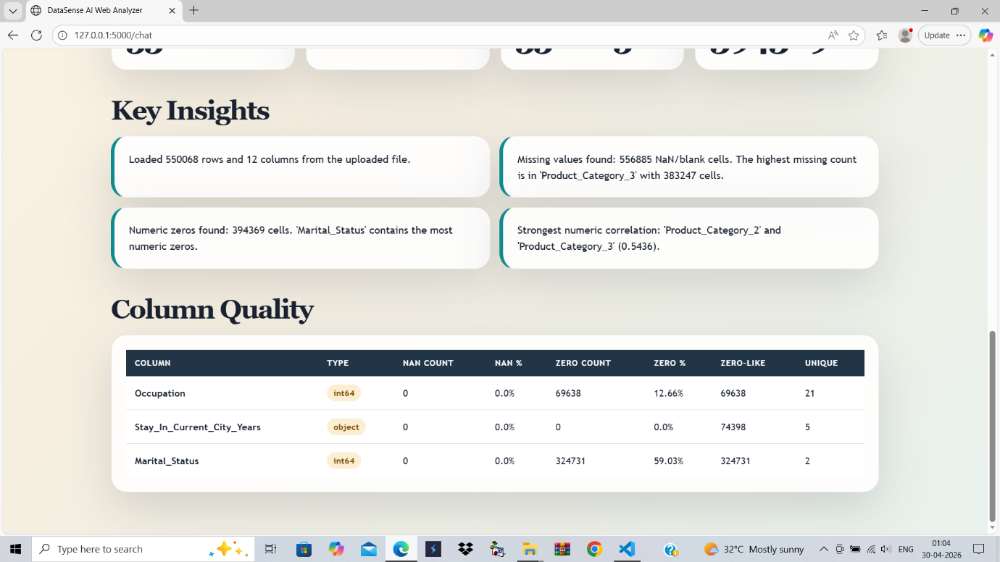 DataSense AI Web Analyzer
127.0.0.1:5000/chat
Update
Key Insights
Loaded 550068 rows and 12 columns from the uploaded file.
Missing values found: 556885 NaN/blank cells. The highest missing count
is in 'Product_Category_3' with 383247 cells.
Numeric zeros found: 394369 cells. 'Marital_Status' contains the most
numeric zeros.
Strongest numeric correlation: 'Product_Category_2' and
'Product_Category_3' (0.5436).
Column Quality
COLUMN TYPE NAN COUNT NAN % ZERO COUNT ZERO % ZERO-LIKE UNIQUE
Occupation int64 0 0.0% 69638 12.66% 69638 21
Stay_In_Current_City_Years object 0 0.0% 0 0.0% 74398 5
Marital_Status int64 0 0.0% 324731 59.03% 324731 2
Type here to search
32°C Mostly sunny
ENG
01:04
30-04-2026